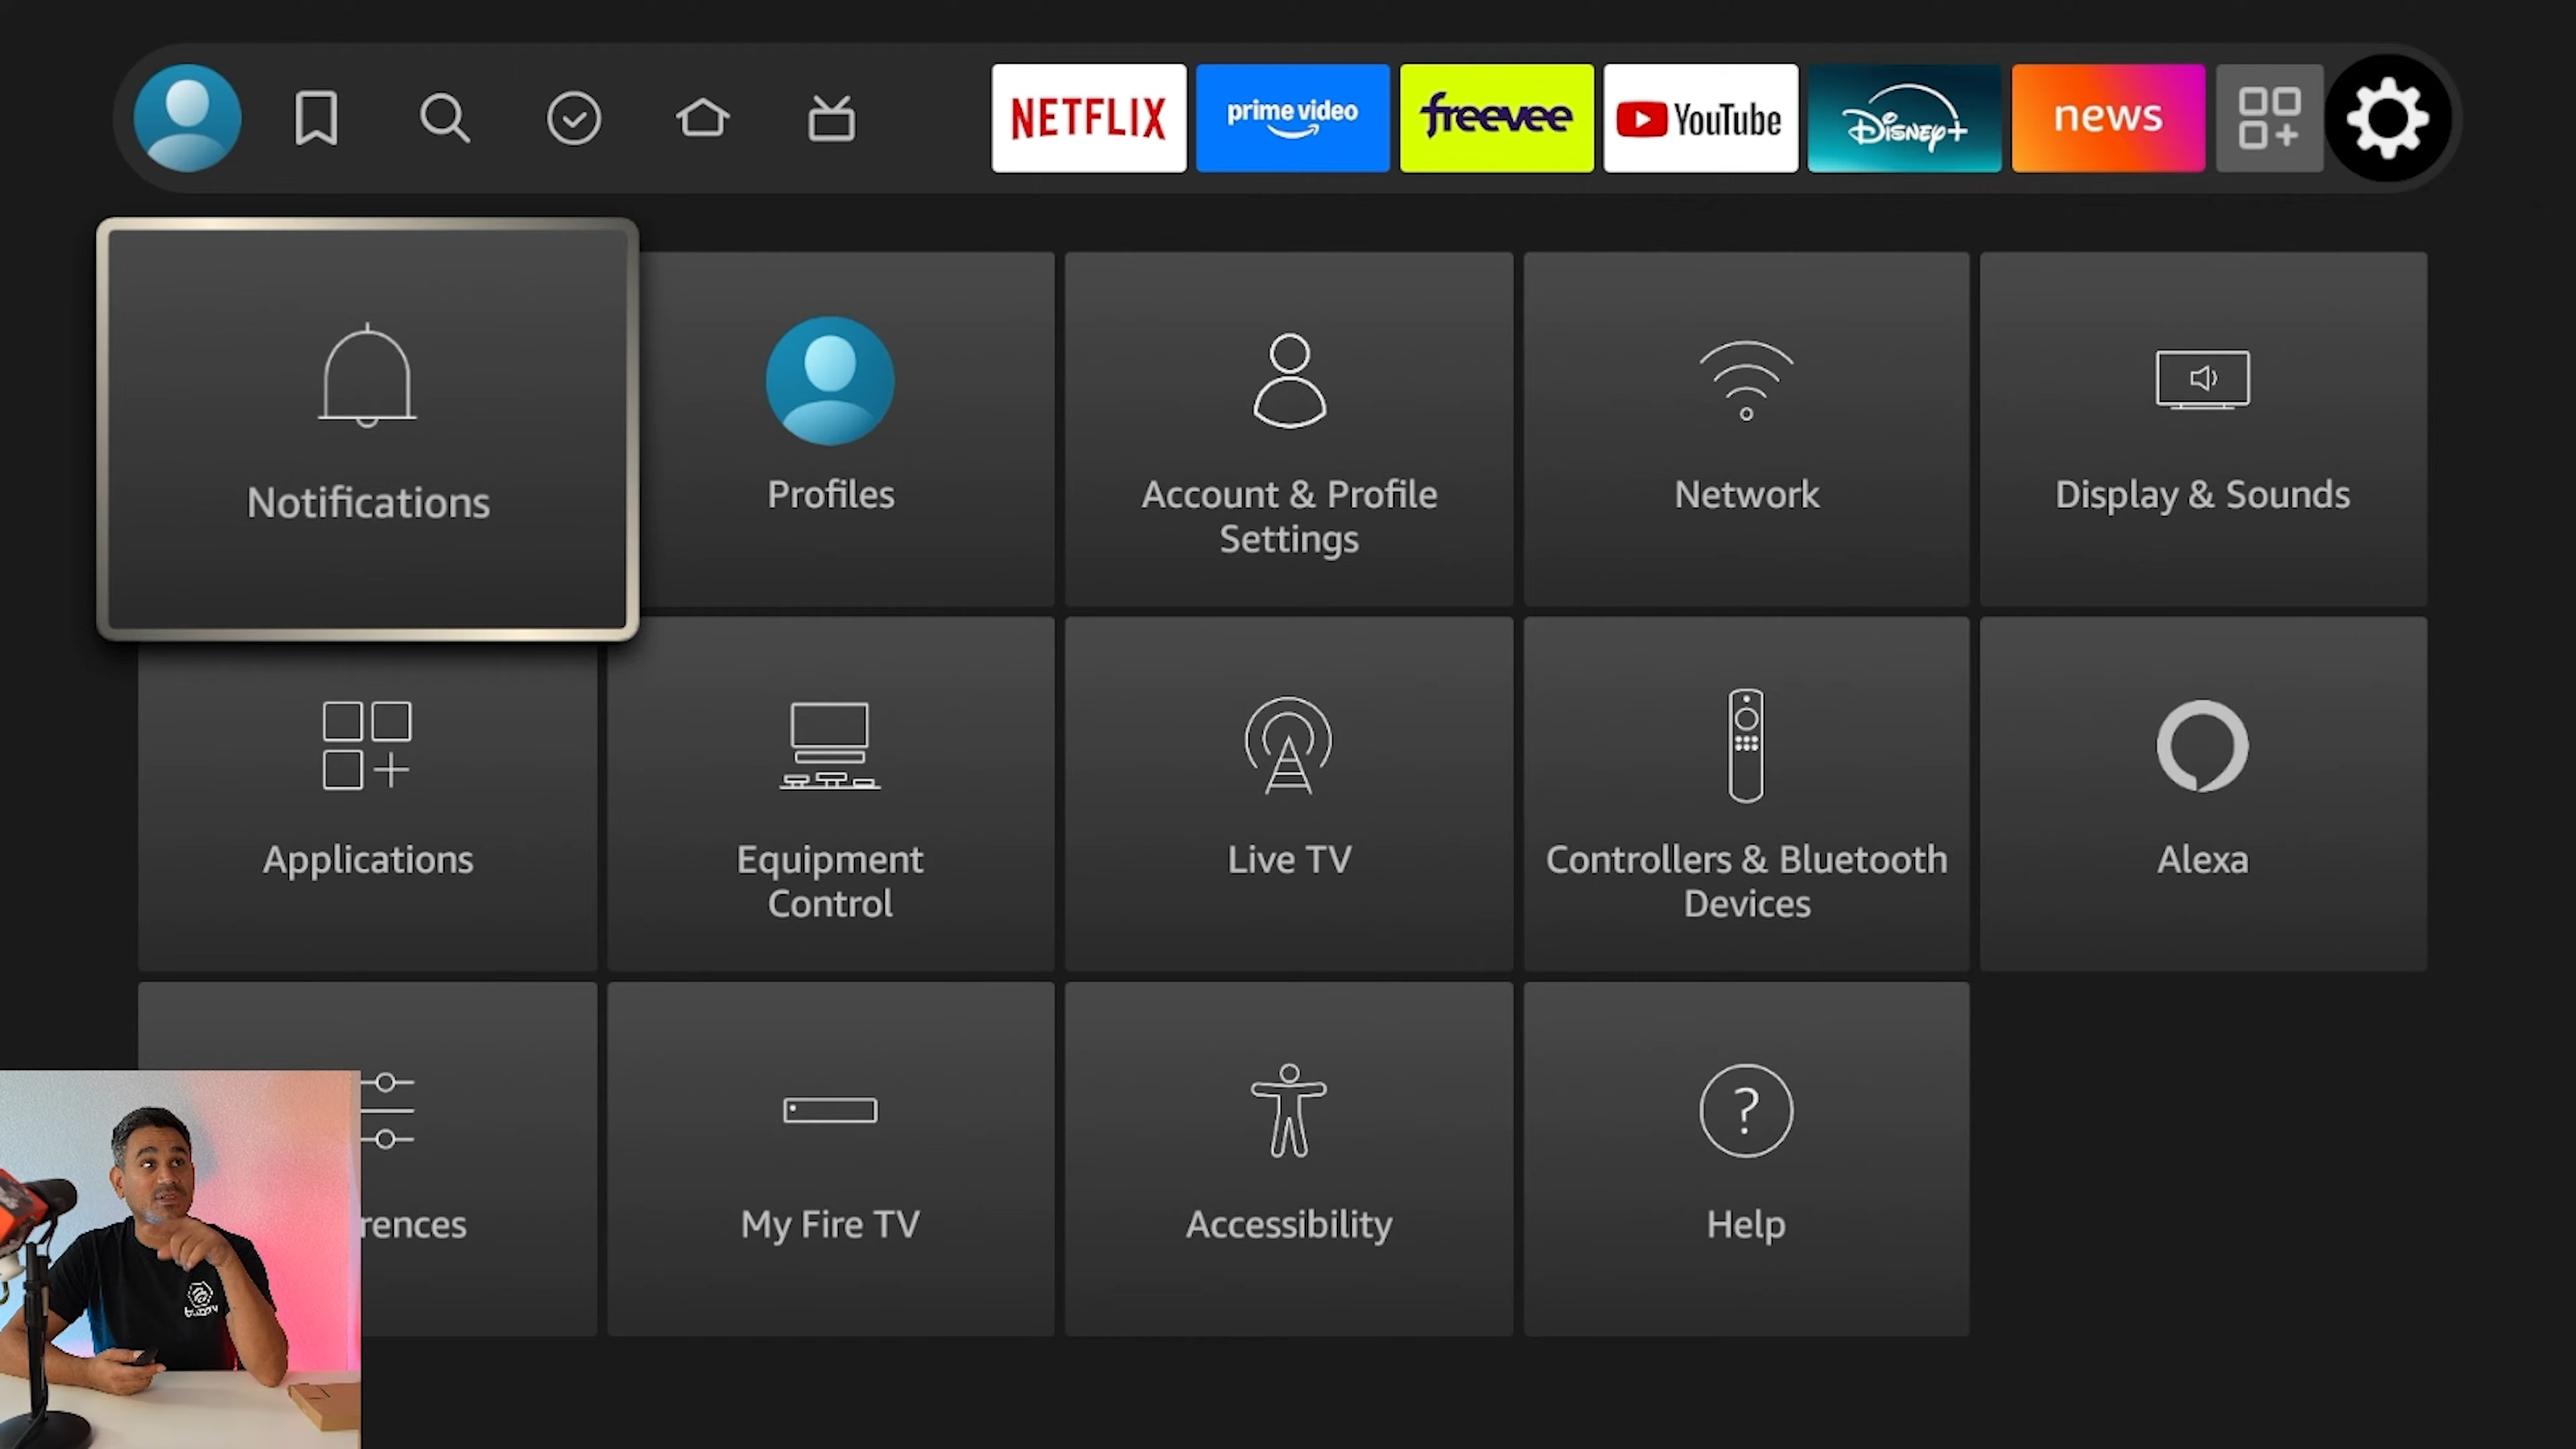 NETFLIX
prime video
freevee
YouTube
Disney+
news
Notifications
Profiles
Account & Profile
Settings
Network
Display & Sounds
Applications
Equipment
Control
Live TV
Controllers & Bluetooth
Devices
Alexa
rences
My Fire TV
Accessibility
?
Help